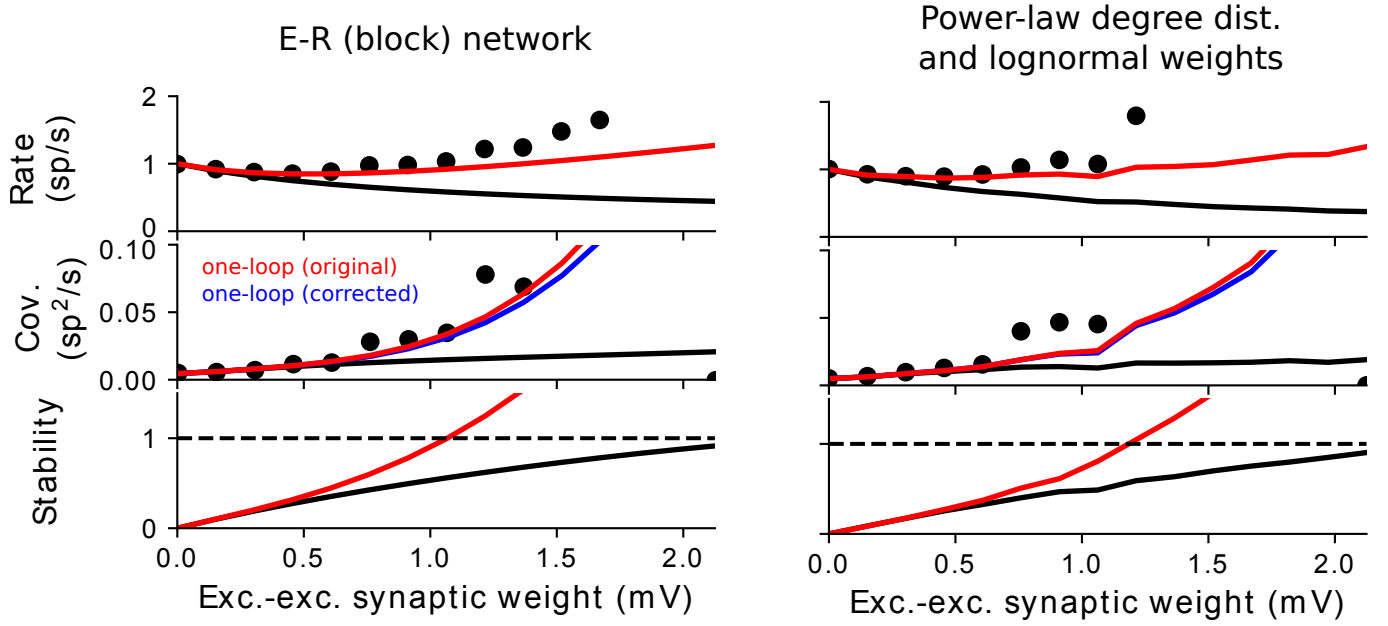 E-R (block) network
Power-law degree dist.
and lognormal weights
Rate
(sp/s)
2
1
0
Cov.
(sp²/s)
0.10
0.05
0.00
one-loop (original)
one-loop (corrected)
Stability
1
0
0.0 0.5 1.0 1.5 2.0
Exc.-exc. synaptic weight (mV)
0.0 0.5 1.0 1.5 2.0
Exc.-exc. synaptic weight (mV)